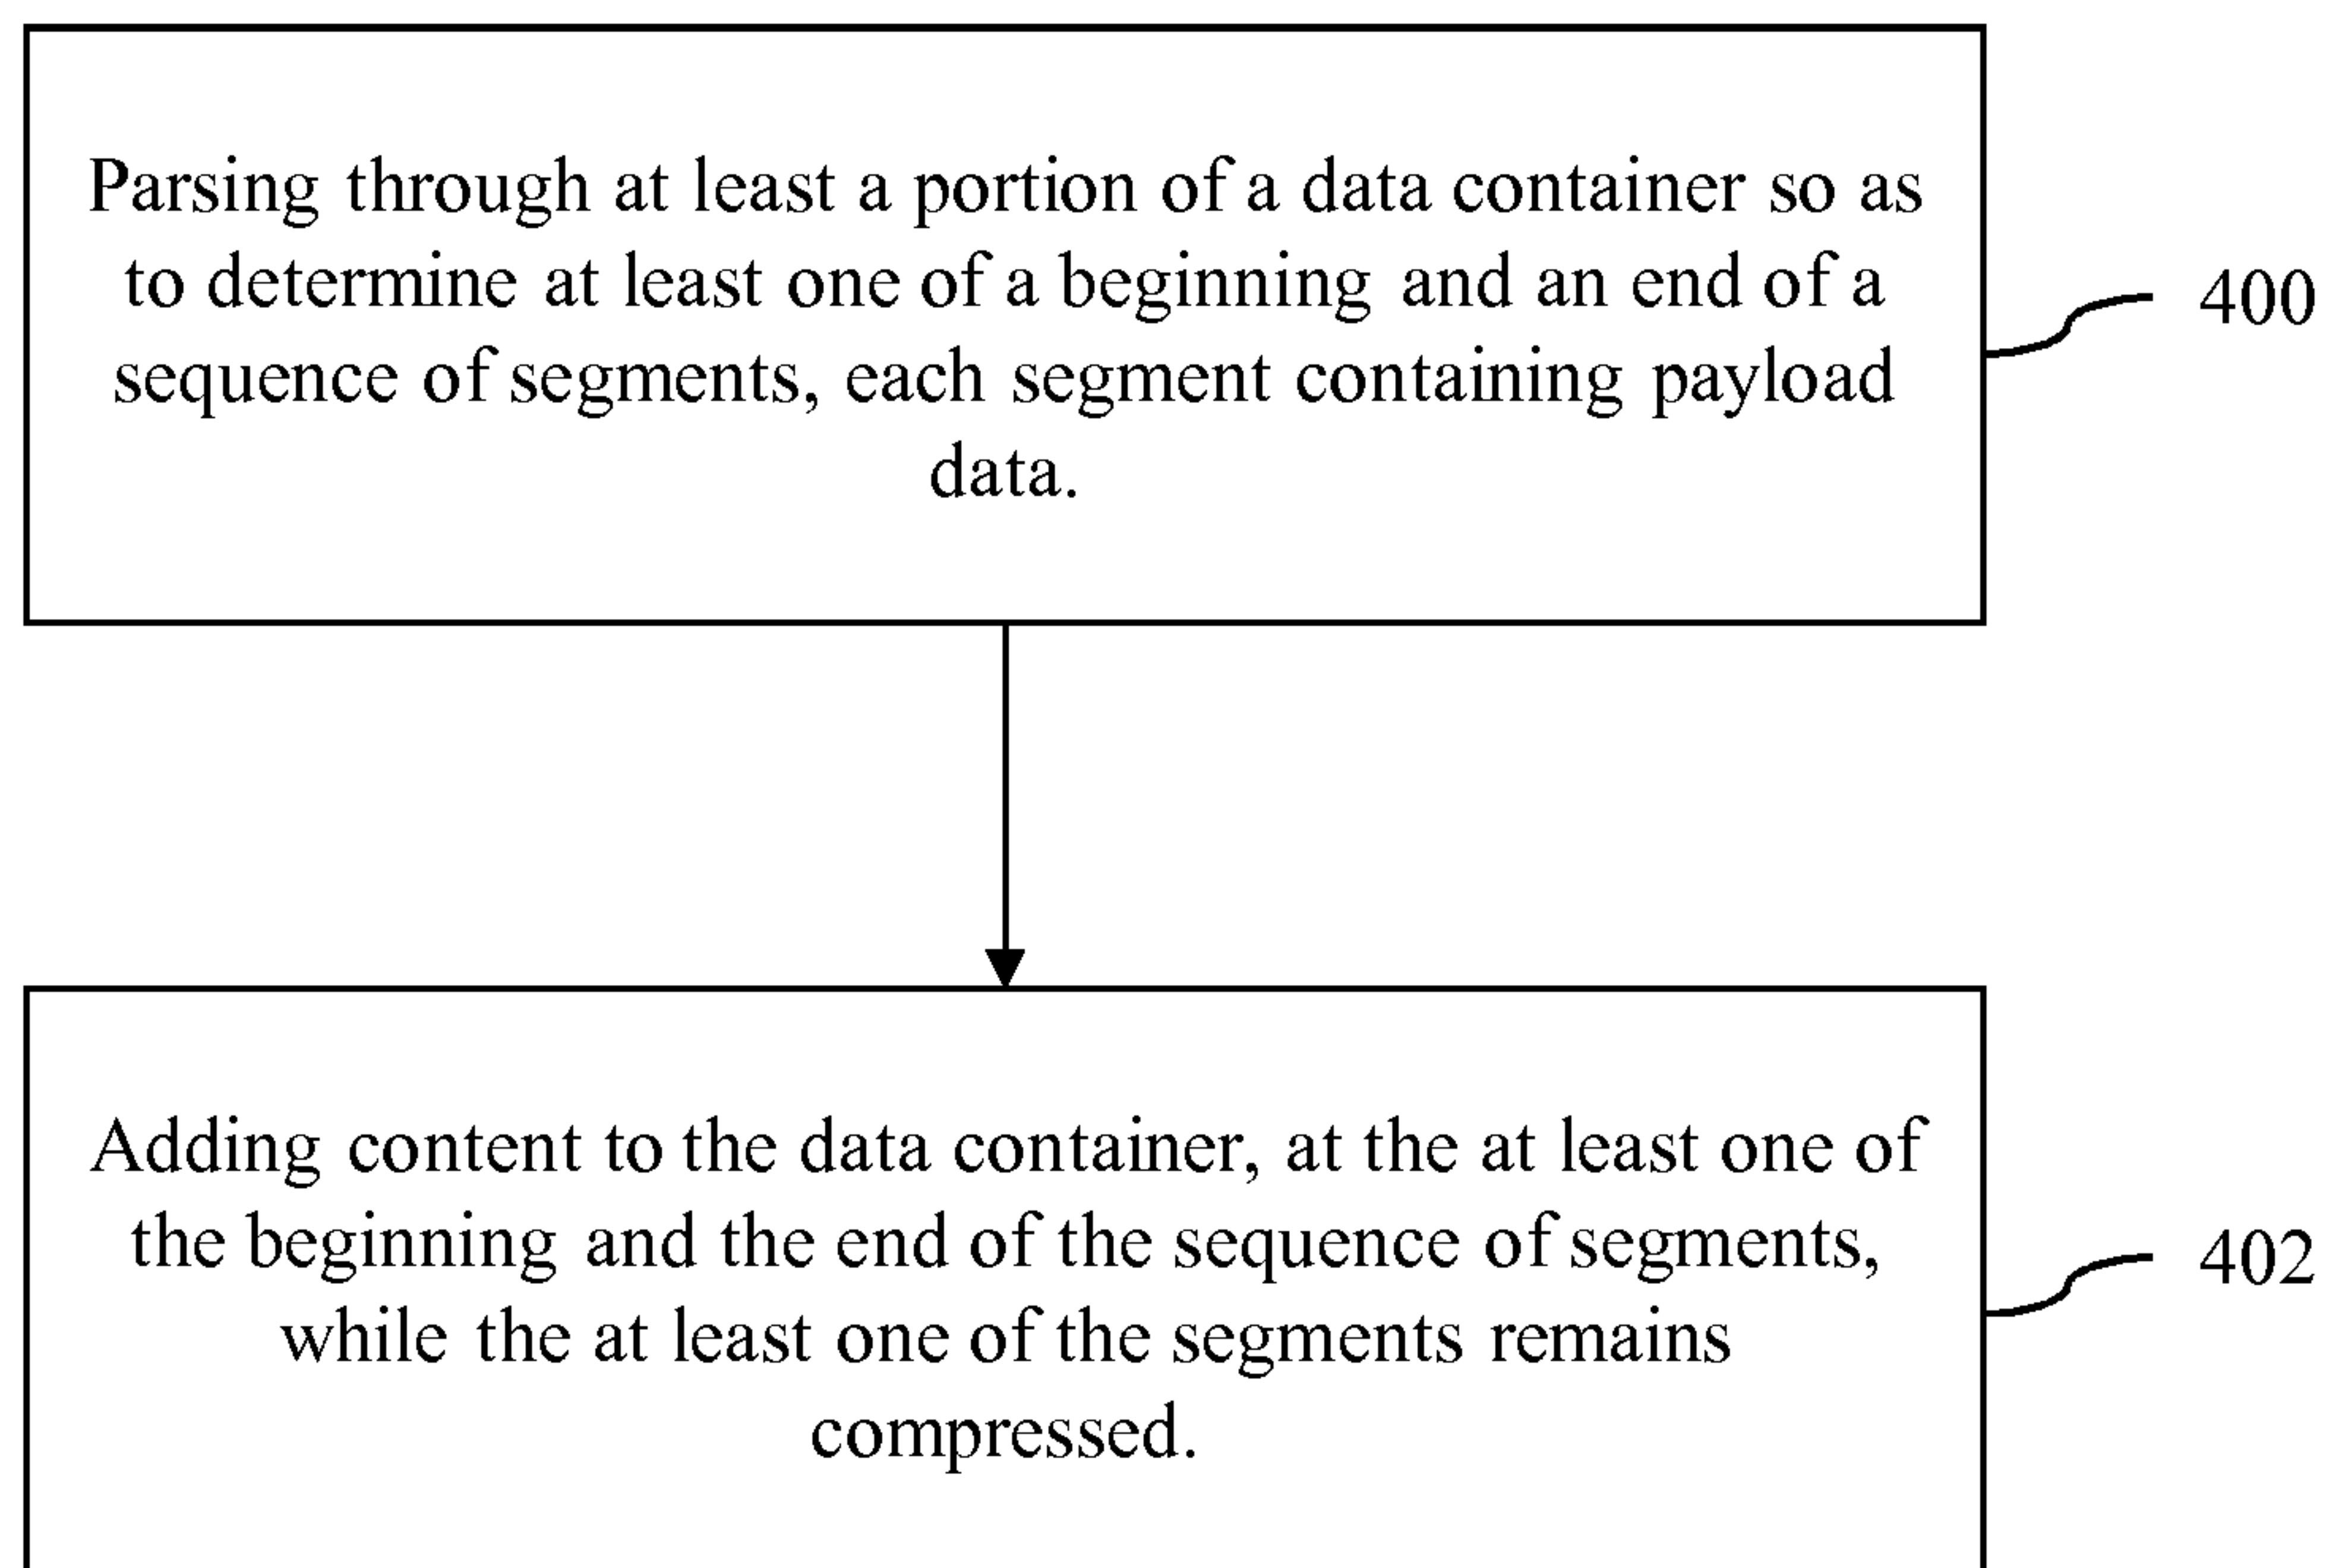 Parsing through at least a portion of a data container so as
to determine at least one of a beginning and an end of a
sequence of segments, each segment containing payload
data.
400
Adding content to the data container, at the at least one of
the beginning and the end of the sequence of segments,
while the at least one of the segments remains
compressed.
402